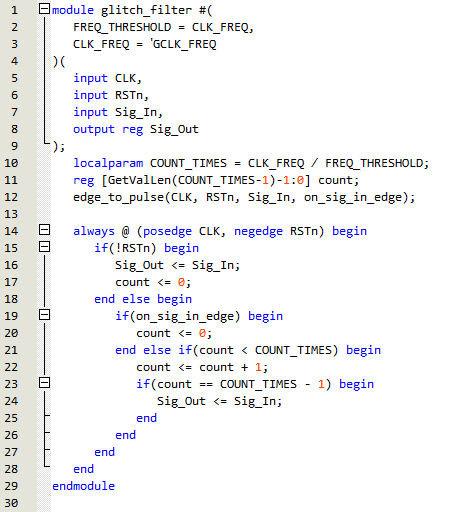 1 module glitch_filter #(
2 FREQ_THRESHOLD = CLK_FREQ,
3 CLK_FREQ = 'GCLK_FREQ
4 )(
5 input CLK,
6 input RSTn,
7 input Sig_In,
8 output reg Sig_Out
9 );
10 localparam COUNT_TIMES = CLK_FREQ / FREQ_THRESHOLD;
11 reg [GetValLen(COUNT_TIMES-1)-1:0] count;
12 edge_to_pulse(CLK, RSTn, Sig_In, on_sig_in_edge);
13
14 always @ (posedge CLK, negedge RSTn) begin
15 if(!RSTn) begin
16 Sig_Out <= Sig_In;
17 count <= 0;
18 end else begin
19 if(on_sig_in_edge) begin
20 count <= 0;
21 end else if(count < COUNT_TIMES) begin
22 count <= count + 1;
23 if(count == COUNT_TIMES - 1) begin
24 Sig_Out <= Sig_In;
25 end
26 end
27 end
28 end
29 endmodule
30